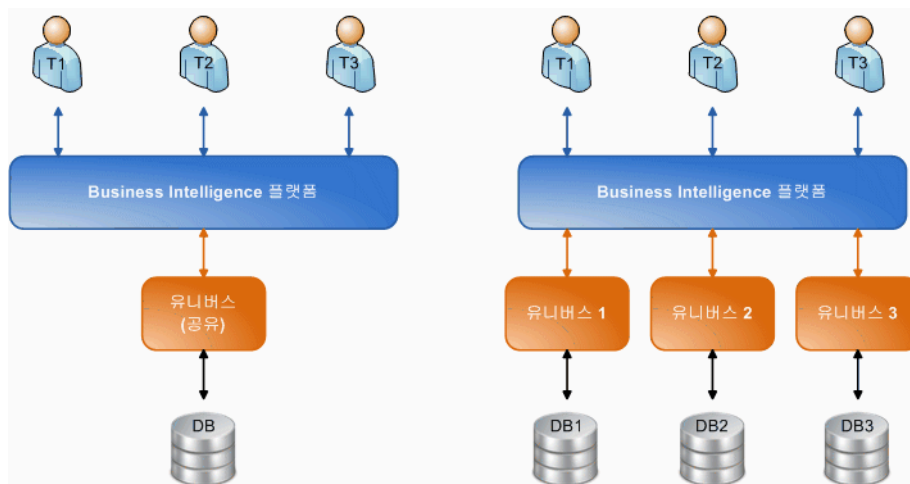 T1 T2 T3 T1 T2 T3
Business Intelligence 플랫폼 Business Intelligence 플랫폼
유니버스
(공유)
유니버스 1 유니버스 2 유니버스 3
DB DB1 DB2 DB3